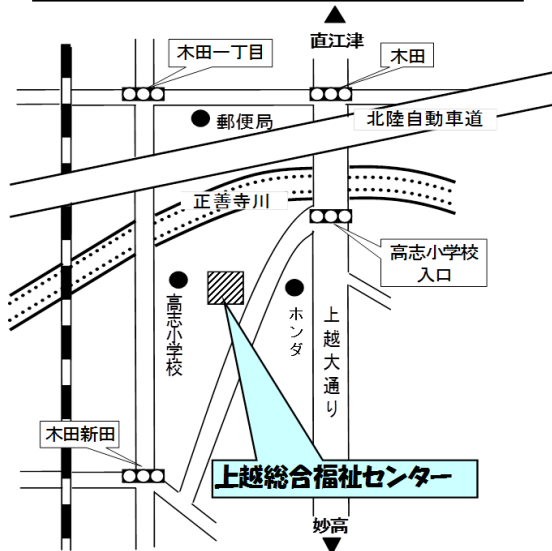 直江津
木田一丁目
木田
郵便局
北陸自動車道
正善寺川
高志小学校
入口
高志小学校
ホンダ
上越大通り
木田新田
上越総合福祉センター
妙高